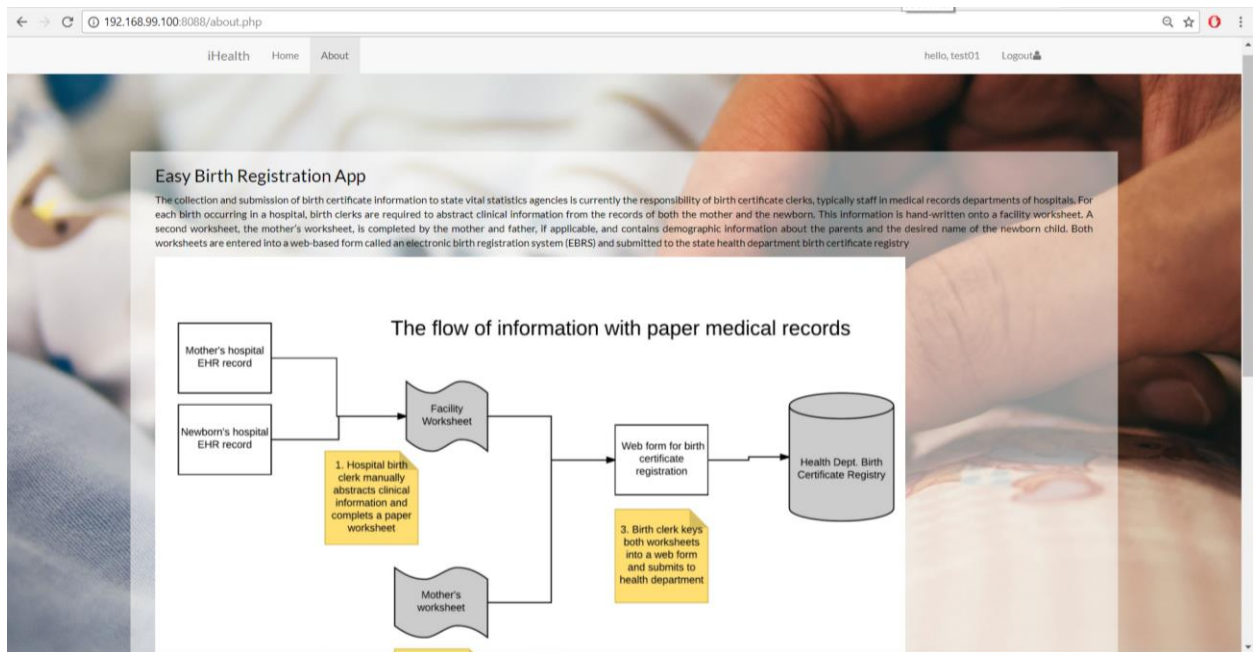 192.168.99.100:8088/about.php
iHealth Home About hello, test01 Logout
Easy Birth Registration App
The collection and submission of birth certificate information to state vital statistics agencies is currently the responsibility of birth certificate clerks, typically staff in medical records departments of hospitals. For
each birth occurring in a hospital, birth clerks are required to abstract clinical information from the records of both the mother and the newborn. This information is hand-written onto a facility worksheet. A
second worksheet, the mother's worksheet, is completed by the mother and father, if applicable, and contains demographic information about the parents and the desired name of the newborn child. Both
worksheets are entered into a web-based form called an electronic birth registration system (EBRS) and submitted to the state health department birth certificate registry
The flow of information with paper medical records
Mother's hospital
EHR record
Newborn's hospital
EHR record
Facility
Worksheet
1. Hospital birth
clerk manually
abstracts clinical
information and
complets a paper
worksheet
Web form for birth
certificate
registration
Health Dept. Birth
Certificate Registry
3. Birth clerk keys
both worksheets
into a web form
and submits to
health department
Mother's
worksheet